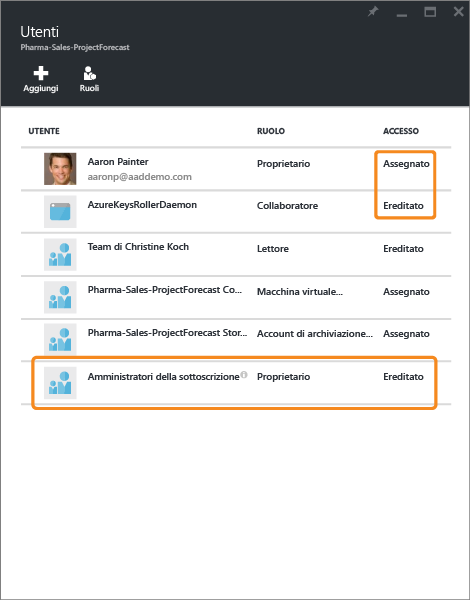 Utenti
Pharma-Sales-ProjectForecast
Aggiungi Ruoli
UTENTE RUOLO ACCESSO
Aaron Painter Proprietario Assegnato
aaronp@aaddemo.com
AzureKeysRollerDaemon Collaboratore Ereditato
Team di Christine Koch Lettore Ereditato
Pharma-Sales-ProjectForecast Co... Macchina virtuale... Assegnato
Pharma-Sales-ProjectForecast Stor... Account di archiviazione... Assegnato
Amministratori della sottoscrizione Proprietario Ereditato